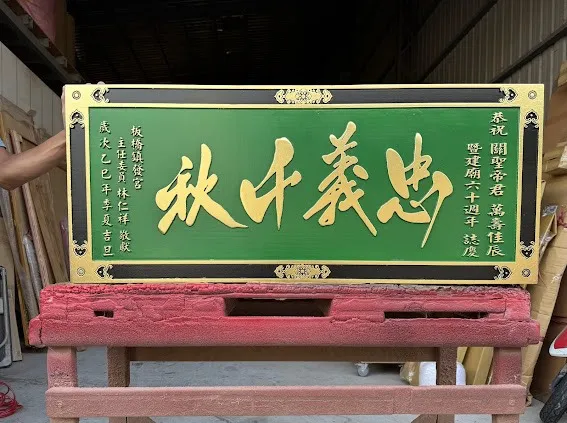 恭祝 關聖帝君 萬壽佳辰
暨建廟六十週年 誌慶
忠義千秋
板橋鎮發宮
主任委員 林仁祥 敬獻
歲次乙巳年季夏吉旦